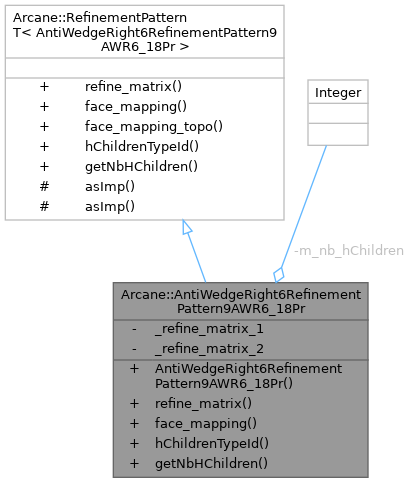 Arcane::RefinementPattern
T< AntiWedgeRight6RefinementPattern9
AWR6_18Pr >
+ refine_matrix()
+ face_mapping()
+ face_mapping_topo()
+ hChildrenTypeId()
+ getNbHChildren()
# asImp()
# asImp()
Integer
-m_nb_hChildren
Arcane::AntiWedgeRight6Refinement
Pattern9AWR6_18Pr
- _refine_matrix_1
- _refine_matrix_2
+ AntiWedgeRight6Refinement
Pattern9AWR6_18Pr()
+ refine_matrix()
+ face_mapping()
+ hChildrenTypeId()
+ getNbHChildren()